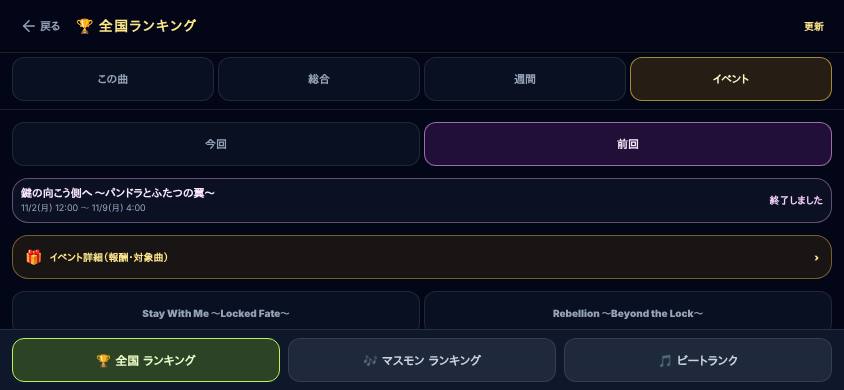 ← 戻る 🏆 全国ランキング 更新
この曲 総合 週間 イベント
今回 前回
鍵の向こう側へ 〜パンドラとふたつの翼〜
11/2(月) 12:00 〜 11/9(月) 4:00
終了しました
🎁 イベント詳細（報酬・対象曲） ›
Stay With Me 〜Locked Fate〜 Rebellion 〜Beyond the Lock〜
🏆 全国 ランキング 🎶 マスモン ランキング 🎵 ビートランク